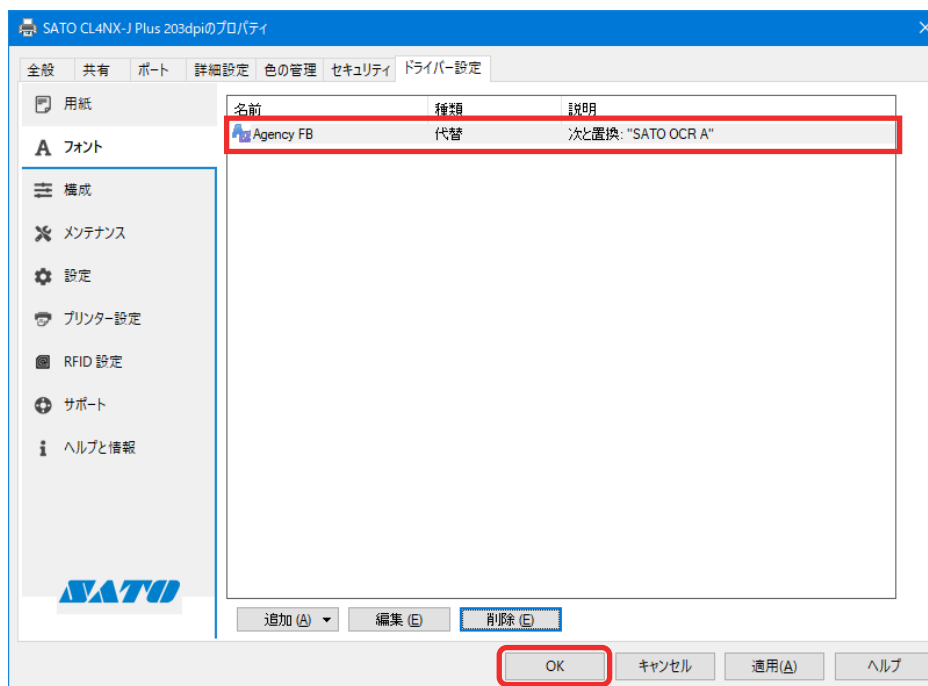 SATO CL4NX-J Plus 203dpiのプロパティ
全般 共有 ポート 詳細設定 色の管理 セキュリティ ドライバー設定
用紙
フォント
構成
メンテナンス
設定
プリンター設定
RFID 設定
サポート
ヘルプと情報
SATO
名前 種類 説明
Agency FB 代替 次と置換: "SATO OCR A"
追加 (A) 編集 (E) 削除 (E)
OK キャンセル 適用(A) ヘルプ